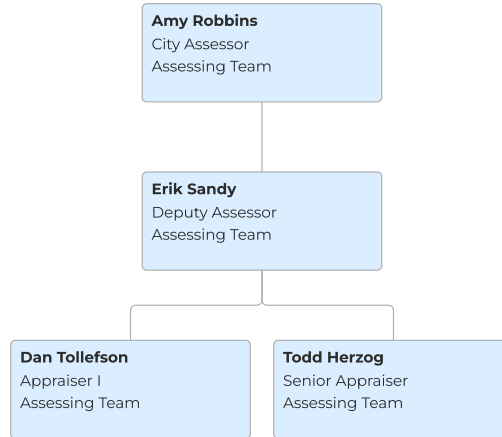 Amy Robbins
City Assessor
Assessing Team
Erik Sandy
Deputy Assessor
Assessing Team
Dan Tollefson
Appraiser I
Assessing Team
Todd Herzog
Senior Appraiser
Assessing Team